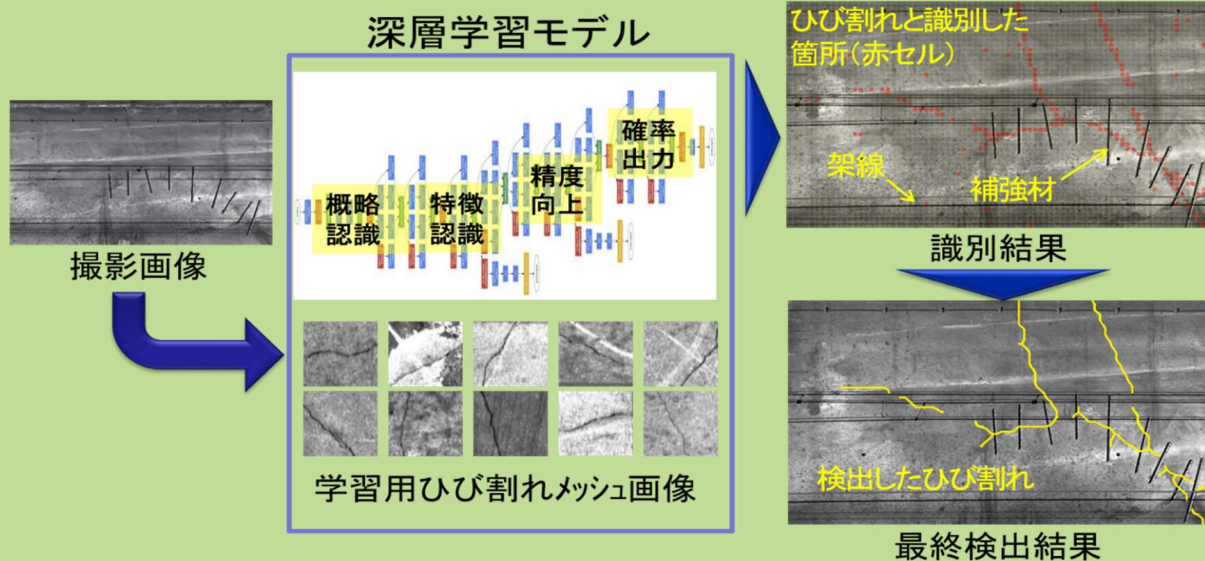 深層学習モデル
撮影画像
概略
認識
特徴
認識
精度
向上
確率
出力
学習用ひび割れメッシュ画像
ひび割れと識別した
箇所(赤セル)
架線
補強材
識別結果
検出したひび割れ
最終検出結果